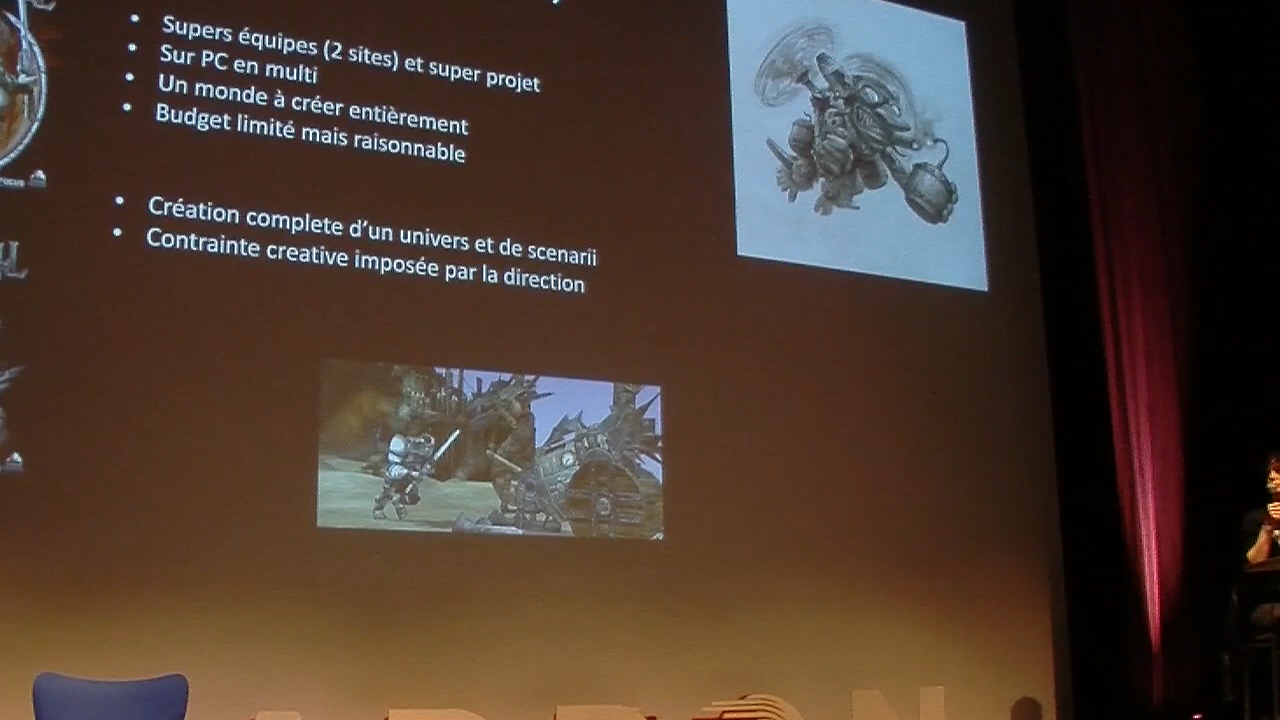 Supers équipes (2 sites) et super projet
Sur PC en multi
Un monde à créer entièrement
Budget limité mais raisonnable
Création complete d’un univers et de scenarii
Contrainte creative imposée par la direction